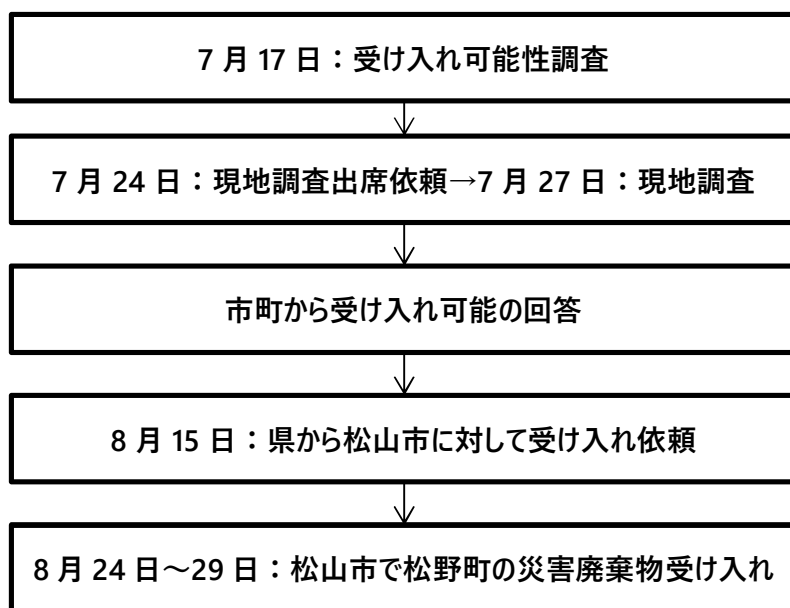 7 月 17 日：受け入れ可能性調査
7 月 24 日：現地調査出席依頼→7 月 27 日：現地調査
市町から受け入れ可能の回答
8 月 15 日：県から松山市に対して受け入れ依頼
8 月 24 日～29 日：松山市で松野町の災害廃棄物受け入れ